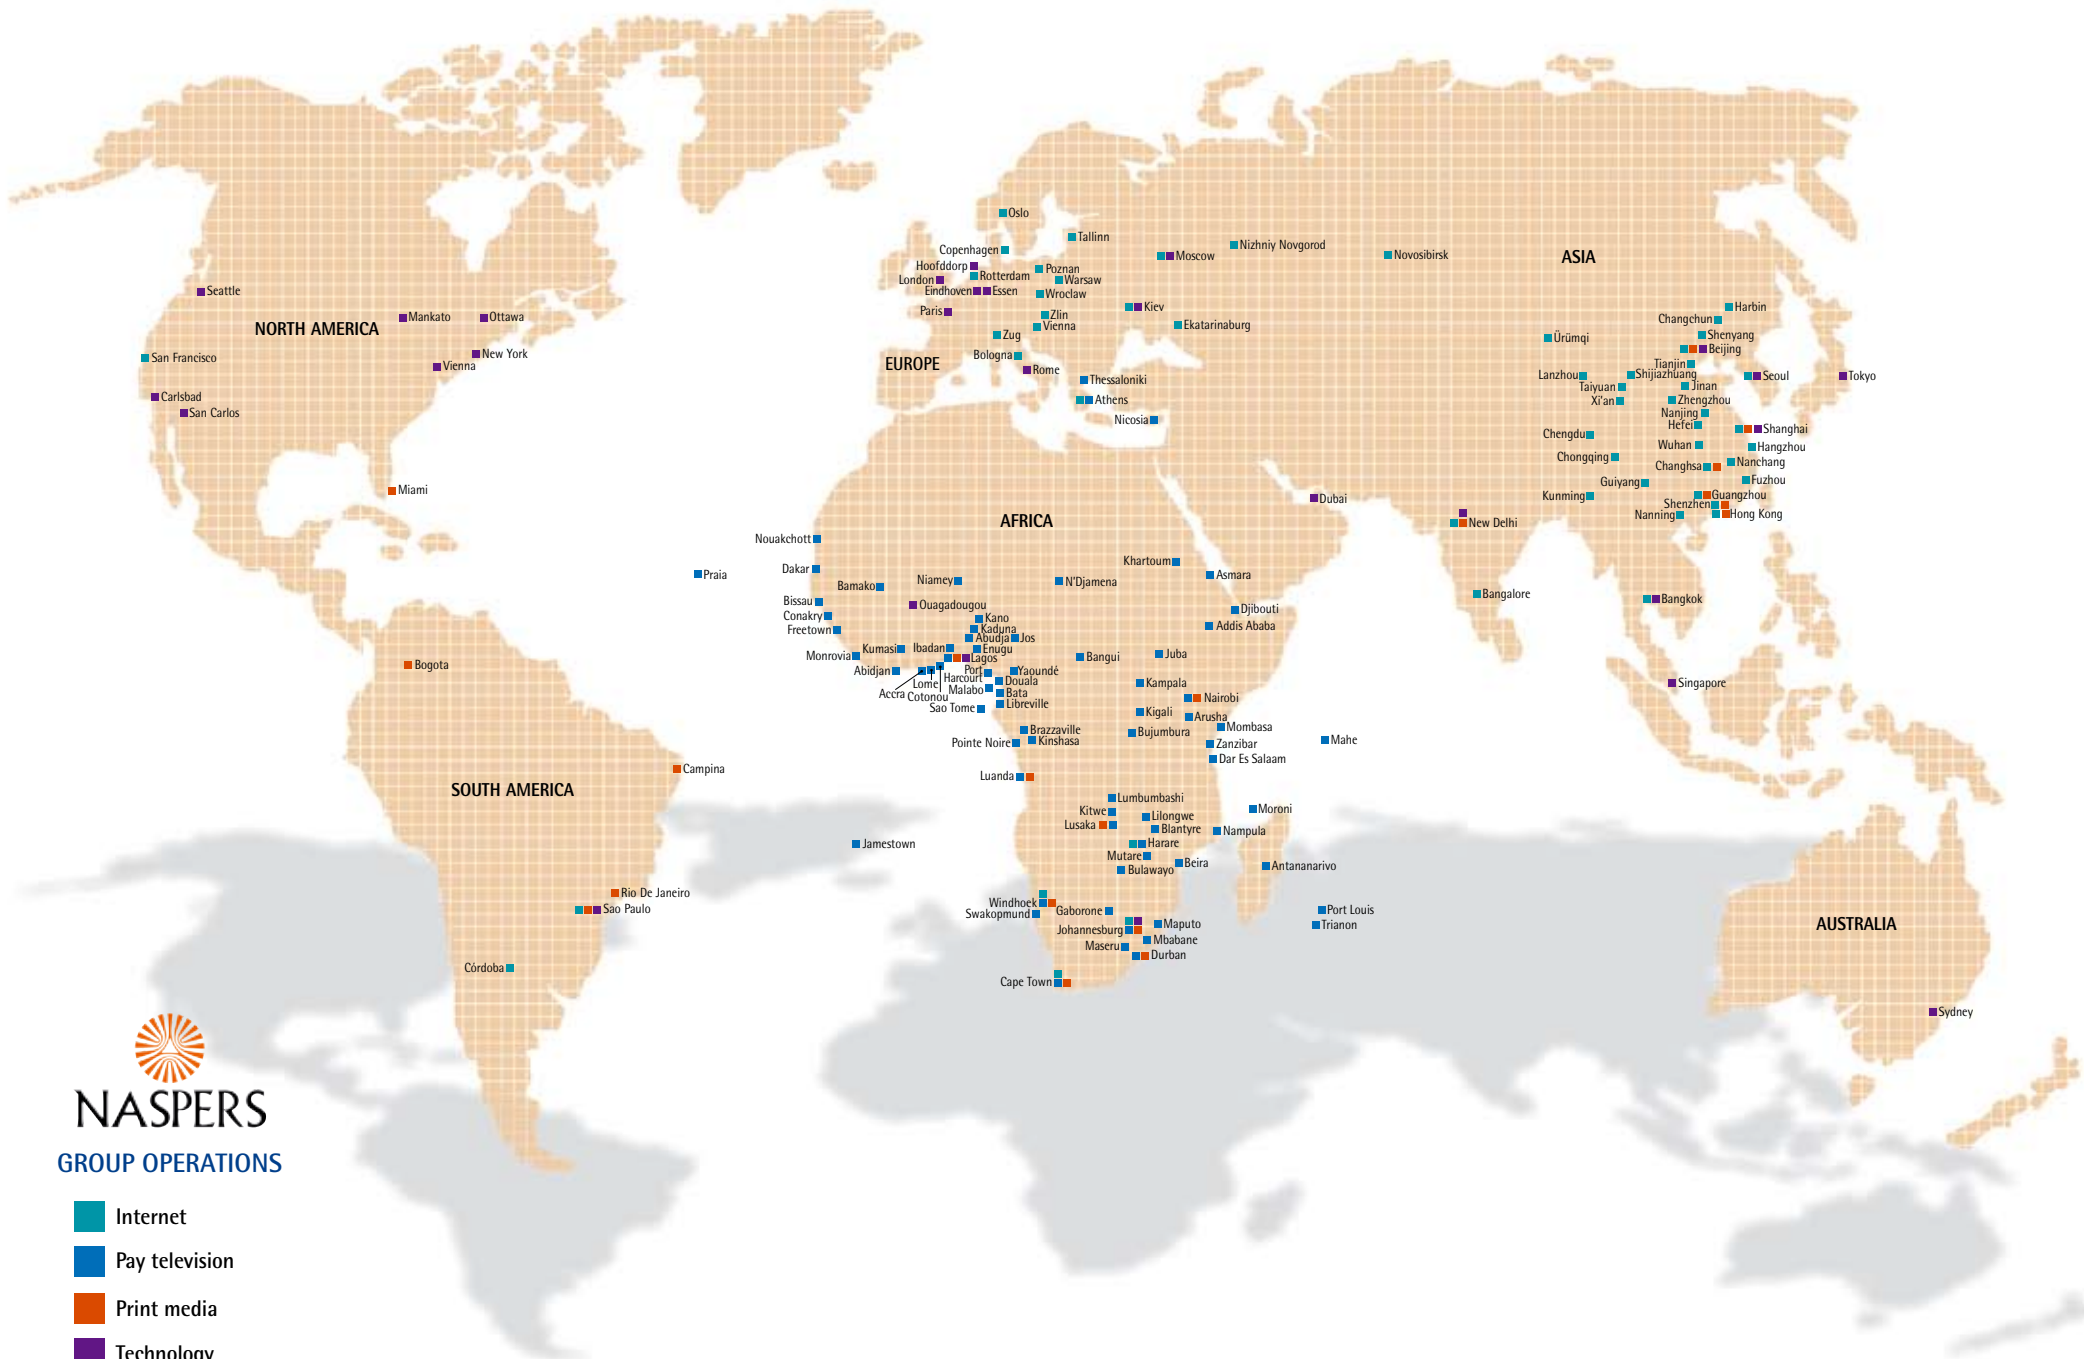 Oslo
Tallinn
Copenhagen
Nizhniy Novgorod
Moscow
Novosibirsk
ASIA
Hoofddorp
Rotterdam
Poznan
London
Warsaw
Eindhoven
Essen
Wroclaw
Seattle
Paris
Kiev
Harbin
Mankato
Ottawa
Zlin
Changchun
NORTH AMERICA
Vienna
Ekatarinaburg
Zug
Ürümqi
Shenyang
San Francisco
New York
Bologna
Beijing
Vienna
EUROPE
Rome
Tianjin
Thessaloniki
Lanzhou
Shijiazhuang
Seoul
Tokyo
Taiyuan
Jinan
Carlsbad
Athens
Xi'an
Zhengzhou
San Carlos
Nicosia
Nanjing
Hefei
Shanghai
Chengdu
Wuhan
Hangzhou
Chongqing
Changhsa
Nanchang
Guiyang
Fuzhou
Miami
Dubai
Kunming
Guangzhou
Shenzhen
Nanning
Hong Kong
AFRICA
New Delhi
Nouakchott
Khartoum
Praia
Dakar
Bamako
Niamey
N'Djamena
Asmara
Bangalore
Bissau
Ouagadougou
Djibouti
Bangkok
Conakry
Kano
Freetown
Kaduna
Addis Ababa
Abudja
Jos
Monrovia
Kumasi
Ibadan
Enugu
Lagos
Bangui
Juba
Bogota
Abidjan
Port
Harcourt
Yaoundé
Accra
Lome
Cotonou
Malabo
Douala
Bata
Kampala
Singapore
Sao Tome
Libreville
Nairobi
Kigali
Arusha
Brazzaville
Bujumbura
Mombasa
Pointe Noire
Kinshasa
Zanzibar
Mahe
Dar Es Salaam
Campina
Luanda
SOUTH AMERICA
Lumbumbashi
Kitwe
Lilongwe
Moroni
Lusaka
Blantyre
Nampula
Jamestown
Harare
Mutare
Beira
Bulawayo
Antananarivo
Rio De Janeiro
Windhoek
Sao Paulo
Swakopmund
Gaborone
Port Louis
Johannesburg
Maputo
Trianon
AUSTRALIA
Maseru
Mbabane
Durban
Córdoba
Cape Town
Sydney
NASPERS
GROUP OPERATIONS
Internet
Pay television
Print media
Technology